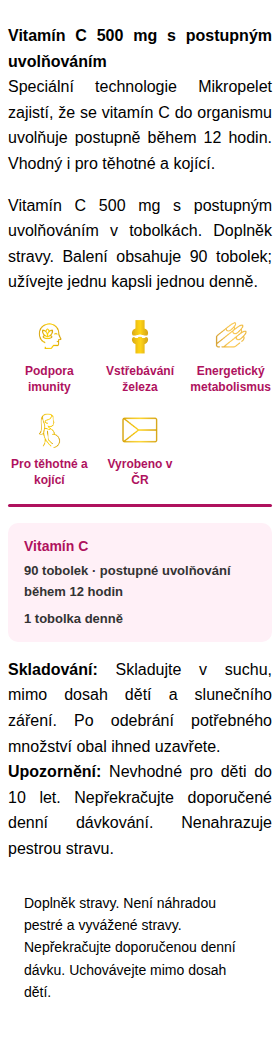 Vitamín C 500 mg s postupným
uvolňováním
Speciální technologie Mikropelet
zajistí, že se vitamín C do organismu
uvolňuje postupně během 12 hodin.
Vhodný i pro těhotné a kojící.
Vitamín C 500 mg s postupným
uvolňováním v tobolkách. Doplněk
stravy. Balení obsahuje 90 tobolek;
užívejte jednu kapsli jednou denně.
Podpora
imunity
Vstřebávání
železa
Energetický
metabolismus
Pro těhotné a
kojící
Vyrobeno v
ČR
Vitamín C
90 tobolek · postupné uvolňování
během 12 hodin
1 tobolka denně
Skladování: Skladujte v suchu,
mimo dosah dětí a slunečního
záření. Po odebrání potřebného
množství obal ihned uzavřete.
Upozornění: Nevhodné pro děti do
10 let. Nepřekračujte doporučené
denní dávkování. Nenahrazuje
pestrou stravu.
Doplněk stravy. Není náhradou
pestré a vyvážené stravy.
Nepřekračujte doporučenou denní
dávku. Uchovávejte mimo dosah
dětí.